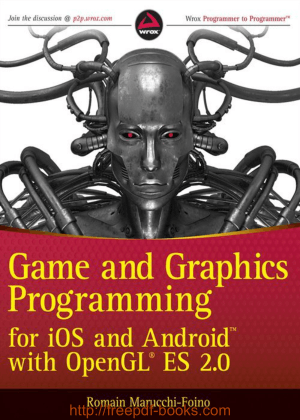 Join the discussion @ p2p.wrox.com
Wrox Programmer to Programmer™
wrox™
Game and Graphics
Programming
for iOS and Android™
with OpenGL® ES 2.0
Romain Marucchi-Foino
http://freepdf-books.com